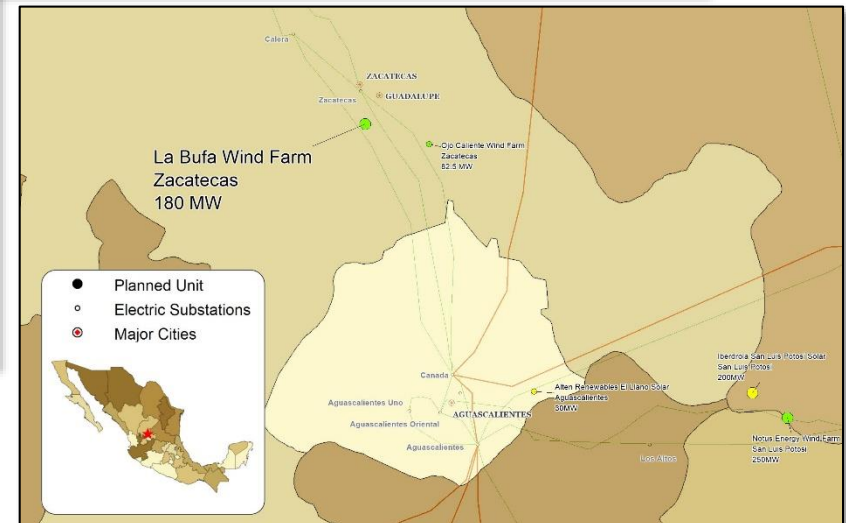 Calera
ZACATECAS
GUADALUPE
Zacatecas
La Bufa Wind Farm
Zacatecas
180 MW
Ojo Caliente Wind Farm
Zacatecas
82.5 MW
Planned Unit
Electric Substations
Major Cities
Canada
Aguascalientes Uno
AGUASCALIENTES
Aguascalientes Oriental
Aguascalientes
Alten Renewables El Llano Solar
Aguascalientes
30MW
Iberdrola San Luis Potosi Solar
San Luis Potosi
200MW
Notus Energy Wind Farm
San Luis Potosi
250MW
Los Altos